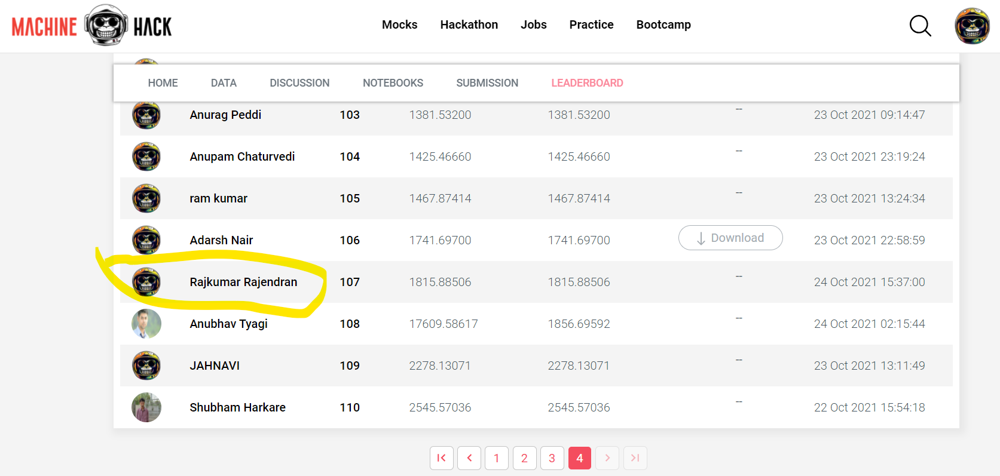 MACHINE HACK Mocks Hackathon Jobs Practice Bootcamp
HOME DATA DISCUSSION NOTEBOOKS SUBMISSION LEADERBOARD
Anurag Peddi 103 1381.53200 1381.53200 -- 23 Oct 2021 09:14:47
Anupam Chaturvedi 104 1425.46660 1425.46660 -- 23 Oct 2021 23:19:24
ram kumar 105 1467.87414 1467.87414 -- 23 Oct 2021 13:24:34
Adarsh Nair 106 1741.69700 1741.69700 Download 23 Oct 2021 22:58:59
Rajkumar Rajendran 107 1815.88506 1815.88506 -- 24 Oct 2021 15:37:00
Anubhav Tyagi 108 17609.58617 1856.69592 -- 24 Oct 2021 02:15:44
JAHNAVI 109 2278.13071 2278.13071 -- 23 Oct 2021 13:11:49
Shubham Harkare 110 2545.57036 2545.57036 -- 22 Oct 2021 15:54:18
1 2 3 4